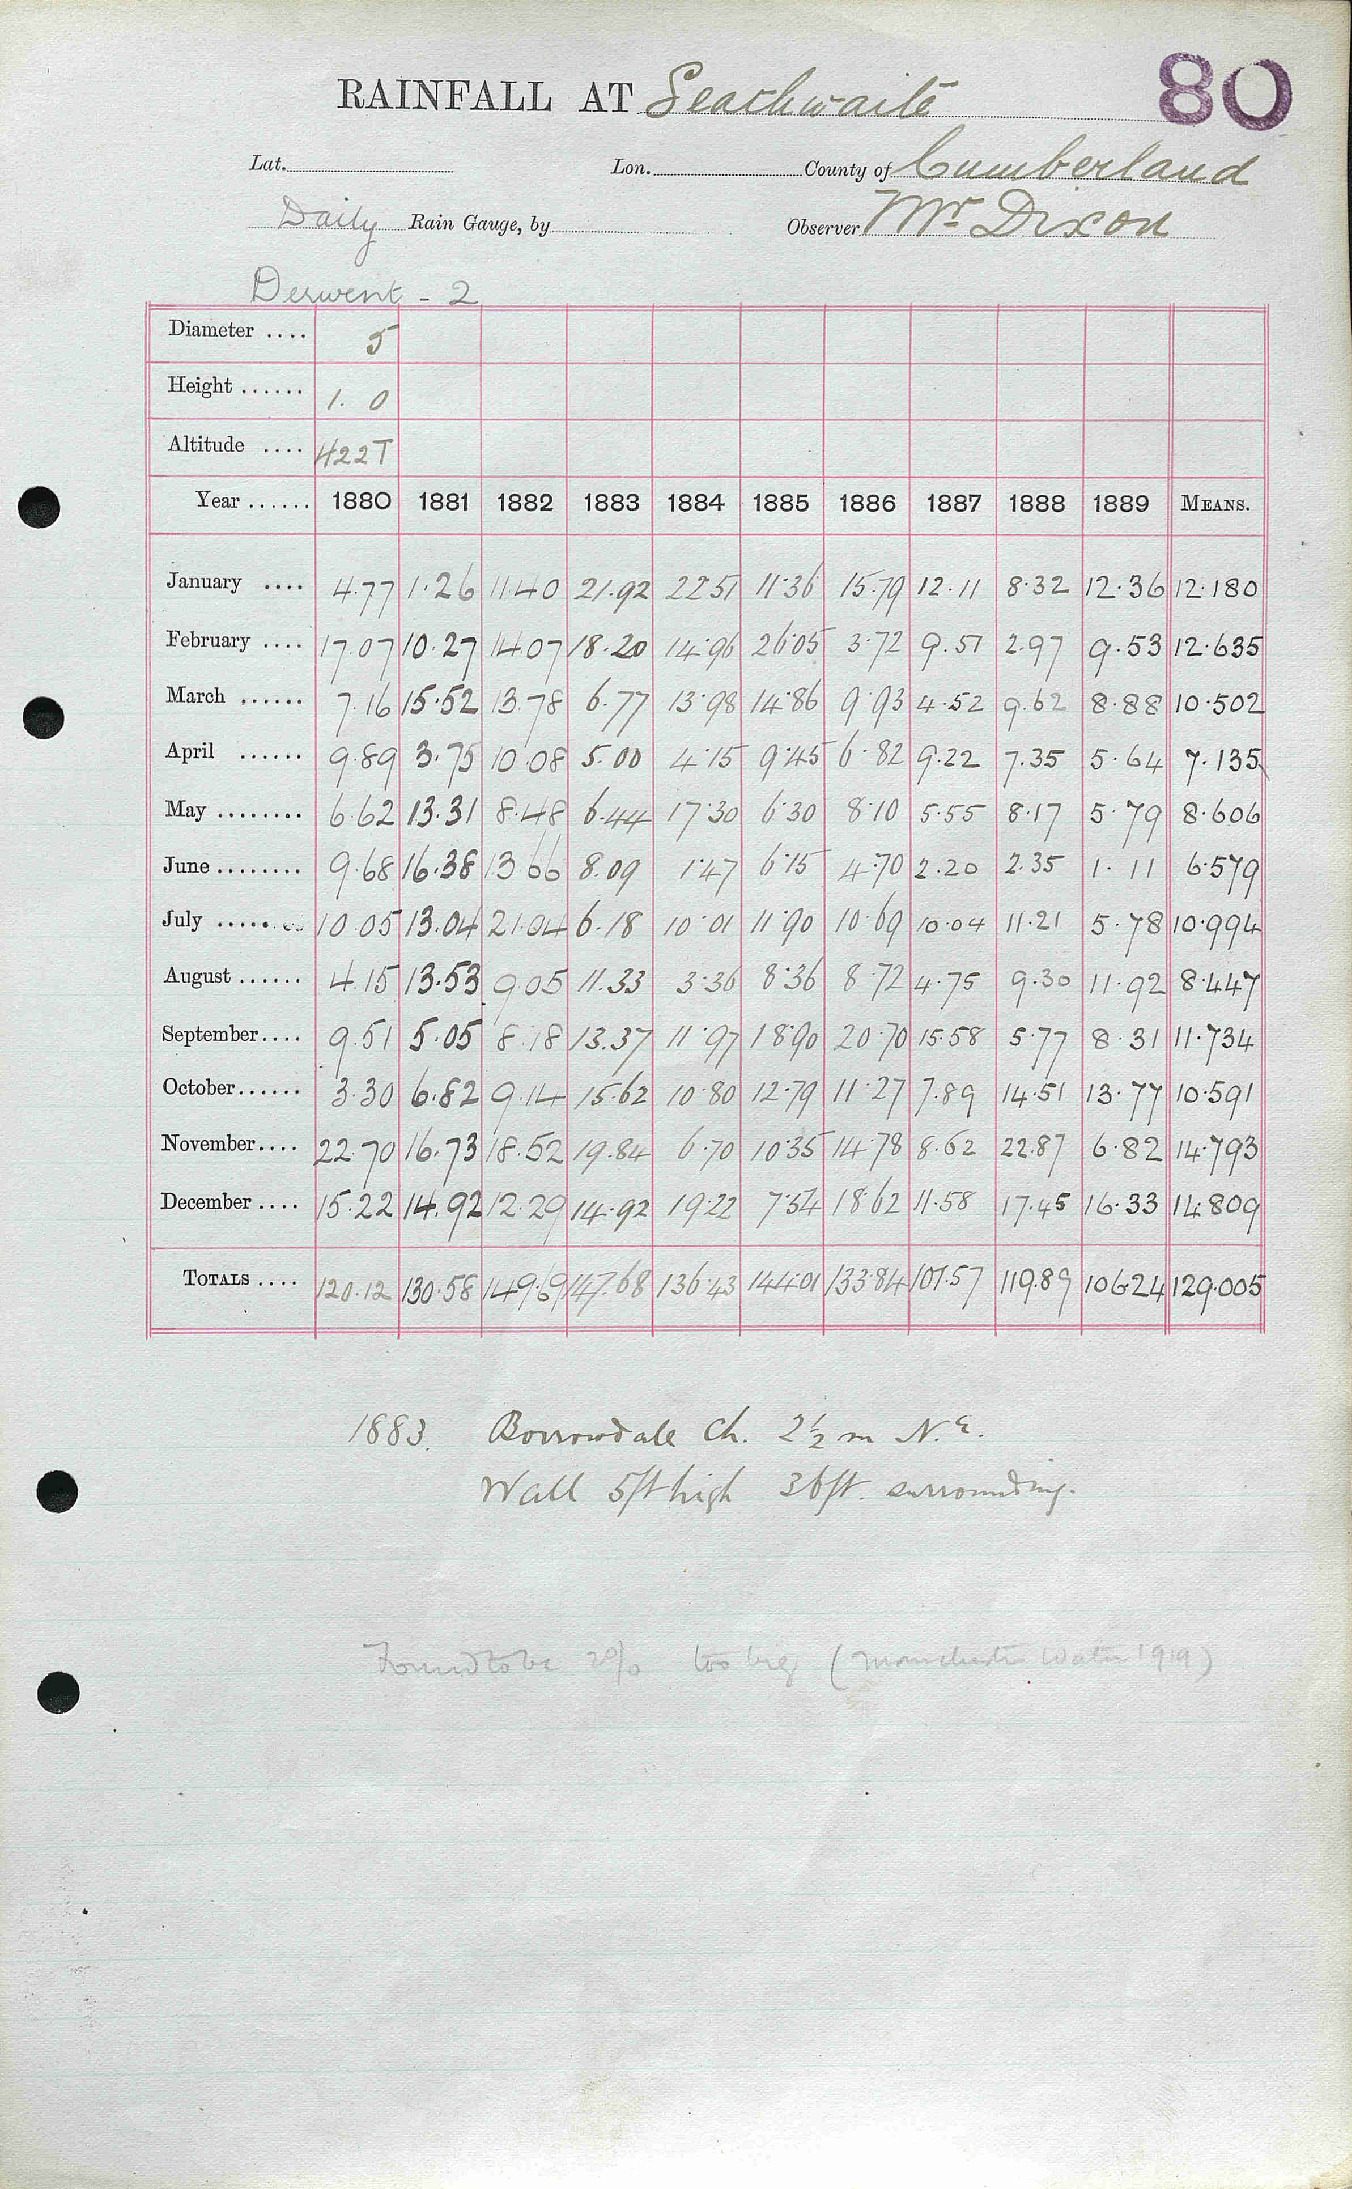 80
RAINFALL AT Seathwaite
Lat. Lon. County of Cumberland
Daily Rain Gauge, by Observer Mr Dixon
Derwent - 2
Diameter .... 5
Height ...... 1. 0
Altitude .... 422T
Year ...... 1880 1881 1882 1883 1884 1885 1886 1887 1888 1889 MEANS.
January .... 4.77 1.26 11.40 21.92 22.51 11.36 15.79 12.11 8.32 12.36 12.180
February .... 17.07 10.27 14.07 18.20 14.96 26.05 3.72 9.51 2.97 9.53 12.635
March ...... 7.16 15.52 13.78 6.77 13.98 14.86 9.93 4.52 9.62 8.88 10.502
April ...... 9.89 3.75 10.08 5.00 4.15 9.45 6.82 9.22 7.35 5.64 7.135
May ........ 6.62 13.31 8.48 6.44 17.30 6.30 8.10 5.55 8.17 5.79 8.606
June ........ 9.68 16.38 13.66 8.09 1.47 6.15 4.70 2.20 2.35 1.11 6.579
July ...... 10.05 13.04 21.04 6.18 10.01 11.90 10.69 10.04 11.21 5.78 10.994
August ...... 4.15 13.53 9.05 11.33 3.36 8.36 8.72 4.75 9.30 11.92 8.447
September .... 9.51 5.05 8.18 13.37 11.97 18.90 20.70 15.58 5.77 8.31 11.734
October ...... 3.30 6.82 9.14 15.62 10.80 12.79 11.27 7.89 14.51 13.77 10.591
November .... 22.70 16.73 18.52 19.84 6.70 10.35 14.78 8.62 22.87 6.82 14.793
December .... 15.22 14.92 12.29 14.92 19.22 7.54 18.62 11.58 17.45 16.33 14.809
TOTALS .... 120.12 130.58 149.69 147.68 136.43 144.01 133.84 101.57 119.89 106.24 129.005
1883. Borrowdale Ch. 2½ m N.E.
Wall 5ft high 36ft. surrounding.
Found to be 2% too big (Manchester Water 1919)